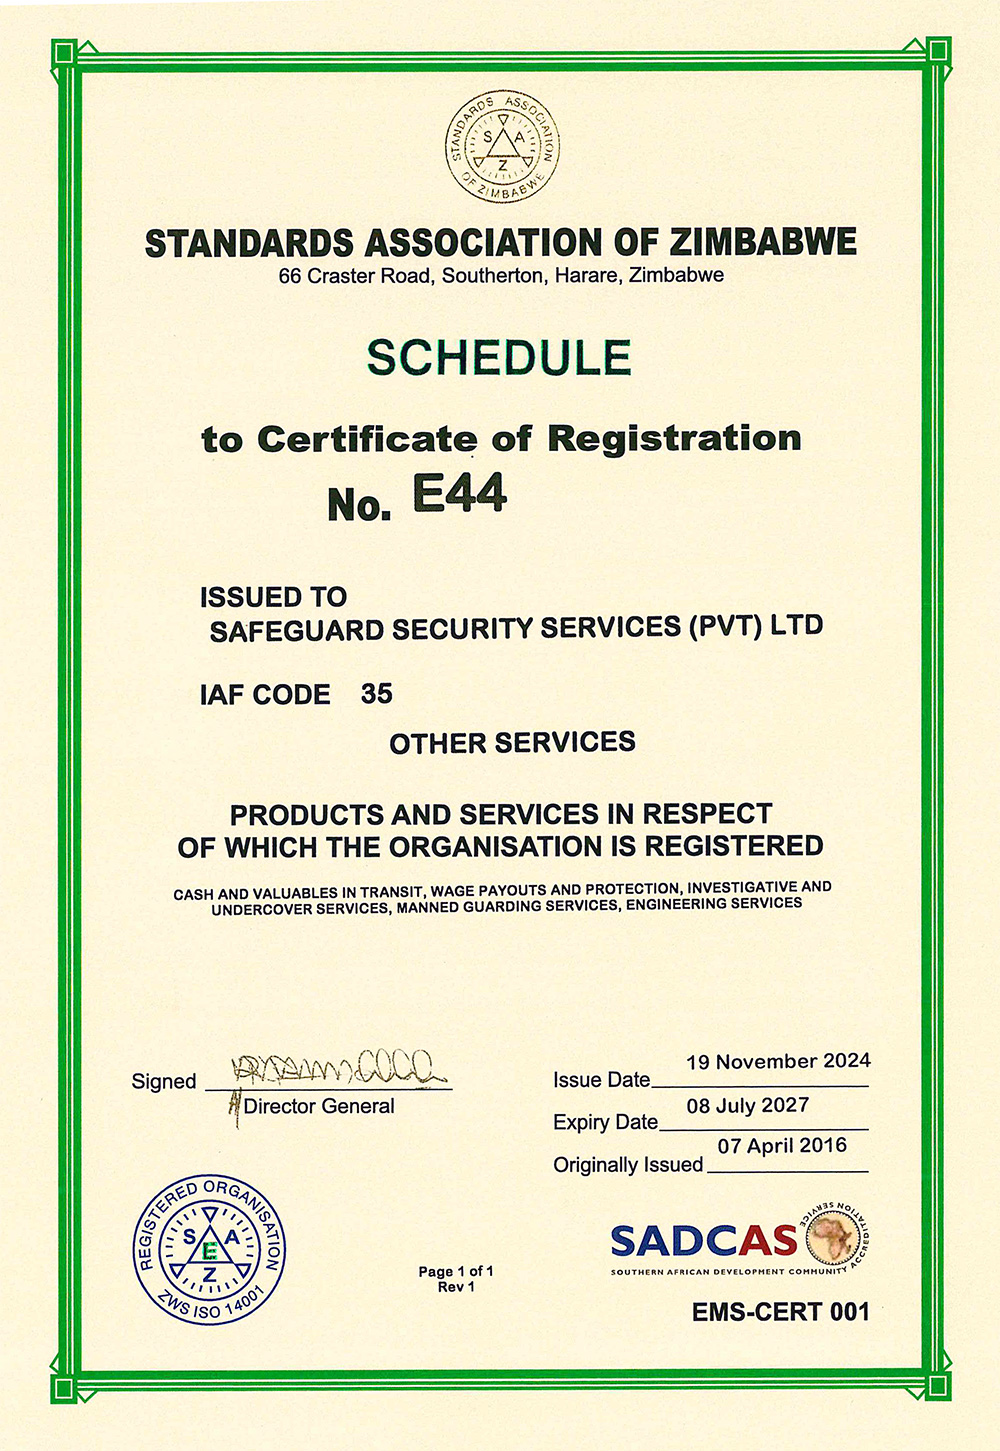 STANDARDS ASSOCIATION OF ZIMBABWE
S A Z
STANDARDS ASSOCIATION OF ZIMBABWE
66 Craster Road, Southerton, Harare, Zimbabwe
SCHEDULE
to Certificate of Registration
No. E44
ISSUED TO
SAFEGUARD SECURITY SERVICES (PVT) LTD
IAF CODE 35
OTHER SERVICES
PRODUCTS AND SERVICES IN RESPECT
OF WHICH THE ORGANISATION IS REGISTERED
CASH AND VALUABLES IN TRANSIT, WAGE PAYOUTS AND PROTECTION, INVESTIGATIVE AND
UNDERCOVER SERVICES, MANNED GUARDING SERVICES, ENGINEERING SERVICES
Signed
Director General
Issue Date 19 November 2024
Expiry Date 08 July 2027
Originally Issued 07 April 2016
REGISTERED ORGANISATION
S A E Z
ZWS ISO 14001
Page 1 of 1
Rev 1
SADCAS
SOUTHERN AFRICAN DEVELOPMENT COMMUNITY ACCREDITATION SERVICE
EMS-CERT 001